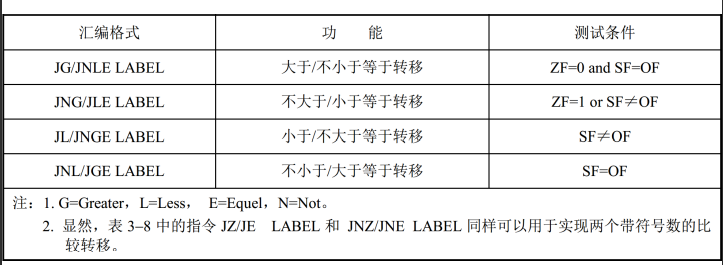 汇编格式 功 能 测试条件
JG/JNLE LABEL 大于/不小于等于转移 ZF=0 and SF=OF
JNG/JLE LABEL 不大于/小于等于转移 ZF=1 or SF≠OF
JL/JNGE LABEL 小于/不大于等于转移 SF≠OF
JNL/JGE LABEL 不小于/大于等于转移 SF=OF
注：1. G=Greater，L=Less， E=Equel，N=Not。
2. 显然，表 3–8 中的指令 JZ/JE LABEL 和 JNZ/JNE LABEL 同样可以用于实现两个带符号数的比
较转移。